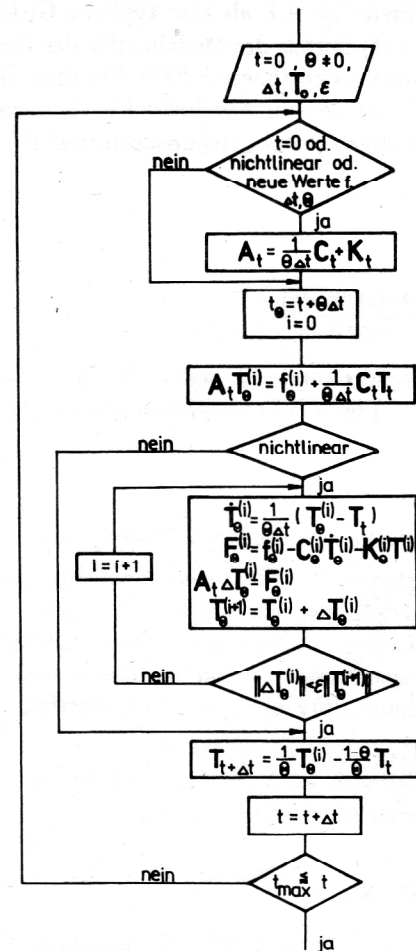 t=0 , Θ ≠ 0,
Δt, T₀, ε
t=0 od.
nein
nichtlinear od.
neue Werte f.
Δt,Θ
ja
A_t = 1/(ΘΔt) C_t + K_t
t_Θ = t+ΘΔt
i=0
A_t T_Θ^(i) = f_Θ^(i) + 1/(ΘΔt) C_t T_t
nein
nichtlinear
ja
Ṫ_Θ^(i) = 1/(ΘΔt) ( T_Θ^(i) - T_t )
F_Θ^(i) = f_Θ^(i) - C_Θ^(i) Ṫ_Θ^(i) - K_Θ^(i) T^(i)
i = i+1
A_t ΔT_Θ^(i) = F_Θ^(i)
T_Θ^(i+1) = T_Θ^(i) + ΔT_Θ^(i)
nein
‖ΔT_Θ^(i)‖ < ε‖T_Θ^(i+1)‖
ja
T_t+Δt = 1/Θ T_Θ^(i) - (1-Θ)/Θ T_t
t = t+Δt
nein
t_max ≦ t
ja